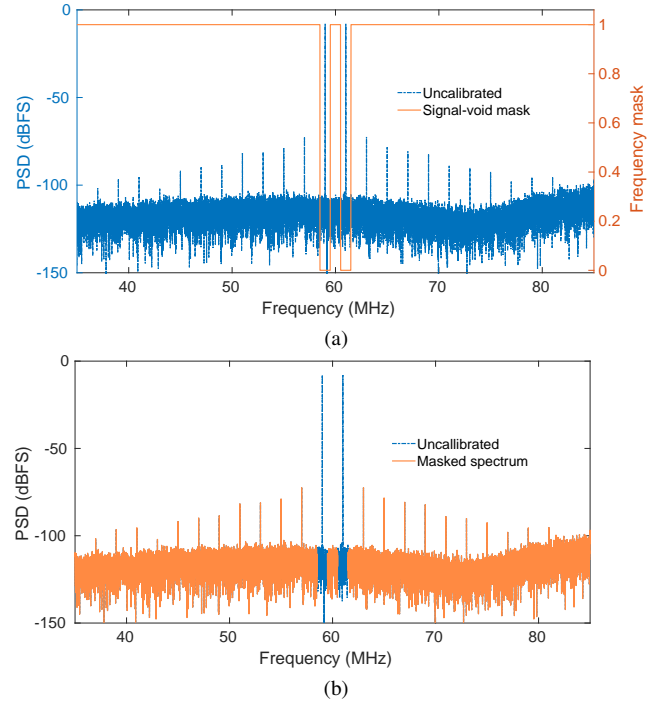 0
-50
-100
-150
PSD (dBFS)
40
50
60
70
80
Frequency (MHz)
1
0.8
0.6
0.4
0.2
0
Frequency mask
Uncalibrated
Signal-void mask
(a)
0
-50
-100
-150
PSD (dBFS)
40
50
60
70
80
Frequency (MHz)
Uncallibrated
Masked spectrum
(b)